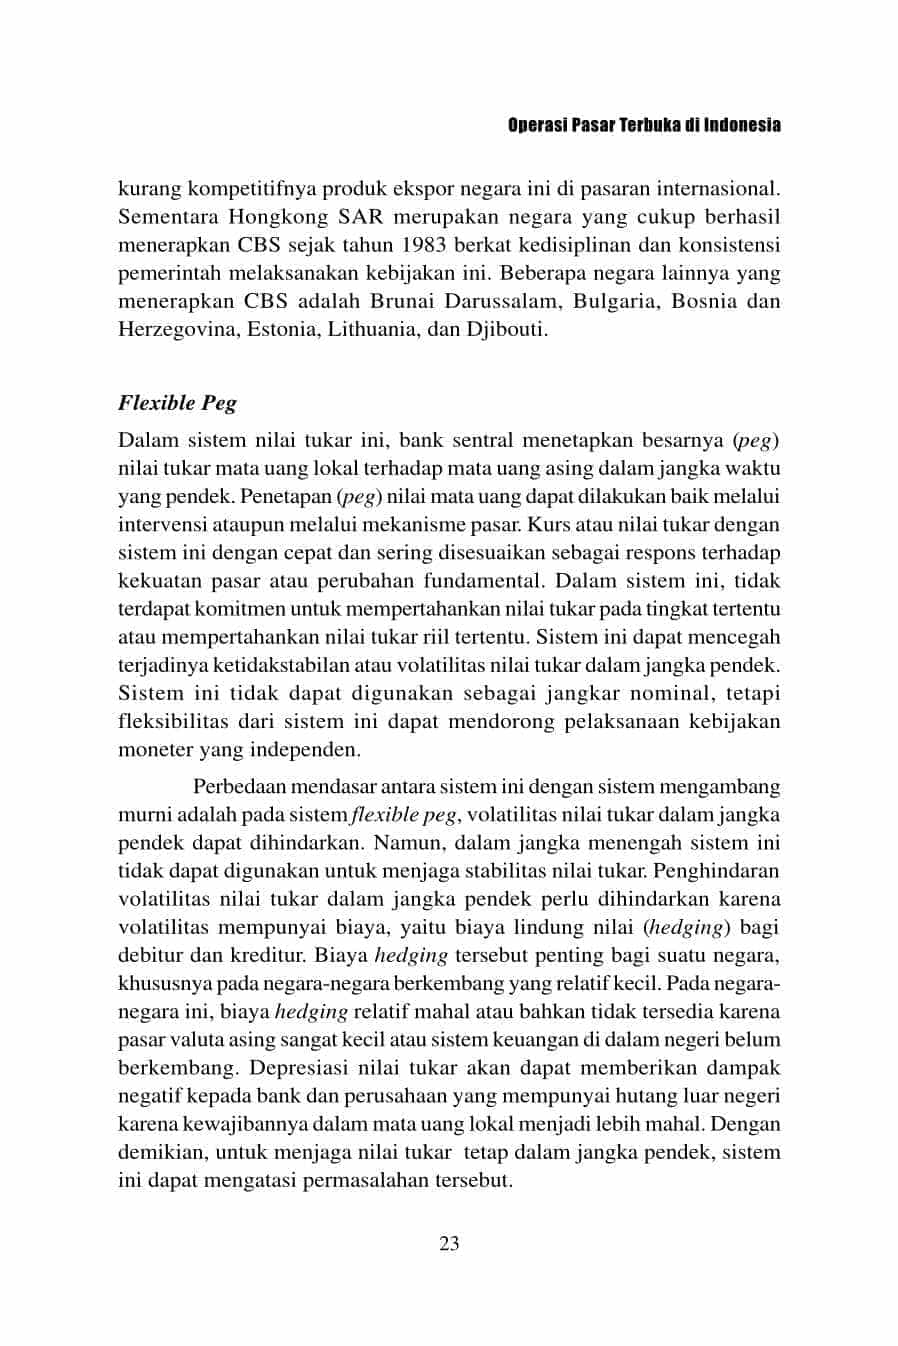 Operasi Pasar Terbuka di Indonesia
kurang kompetitifnya produk ekspor negara ini di pasaran internasional.
Sementara Hongkong SAR merupakan negara yang cukup berhasil
menerapkan CBS sejak tahun 1983 berkat kedisiplinan dan konsistensi
pemerintah melaksanakan kebijakan ini. Beberapa negara lainnya yang
menerapkan CBS adalah Brunai Darussalam, Bulgaria, Bosnia dan
Herzegovina, Estonia, Lithuania, dan Djibouti.
Flexible Peg
Dalam sistem nilai tukar ini, bank sentral menetapkan besarnya (peg)
nilai tukar mata uang lokal terhadap mata uang asing dalam jangka waktu
yang pendek. Penetapan (peg) nilai mata uang dapat dilakukan baik melalui
intervensi ataupun melalui mekanisme pasar. Kurs atau nilai tukar dengan
sistem ini dengan cepat dan sering disesuaikan sebagai respons terhadap
kekuatan pasar atau perubahan fundamental. Dalam sistem ini, tidak
terdapat komitmen untuk mempertahankan nilai tukar pada tingkat tertentu
atau mempertahankan nilai tukar riil tertentu. Sistem ini dapat mencegah
terjadinya ketidakstabilan atau volatilitas nilai tukar dalam jangka pendek.
Sistem ini tidak dapat digunakan sebagai jangkar nominal, tetapi
fleksibilitas dari sistem ini dapat mendorong pelaksanaan kebijakan
moneter yang independen.
Perbedaan mendasar antara sistem ini dengan sistem mengambang
murni adalah pada sistem flexible peg, volatilitas nilai tukar dalam jangka
pendek dapat dihindarkan. Namun, dalam jangka menengah sistem ini
tidak dapat digunakan untuk menjaga stabilitas nilai tukar. Penghindaran
volatilitas nilai tukar dalam jangka pendek perlu dihindarkan karena
volatilitas mempunyai biaya, yaitu biaya lindung nilai (hedging) bagi
debitur dan kreditur. Biaya hedging tersebut penting bagi suatu negara,
khususnya pada negara-negara berkembang yang relatif kecil. Pada negara-
negara ini, biaya hedging relatif mahal atau bahkan tidak tersedia karena
pasar valuta asing sangat kecil atau sistem keuangan di dalam negeri belum
berkembang. Depresiasi nilai tukar akan dapat memberikan dampak
negatif kepada bank dan perusahaan yang mempunyai hutang luar negeri
karena kewajibannya dalam mata uang lokal menjadi lebih mahal. Dengan
demikian, untuk menjaga nilai tukar tetap dalam jangka pendek, sistem
ini dapat mengatasi permasalahan tersebut.
23